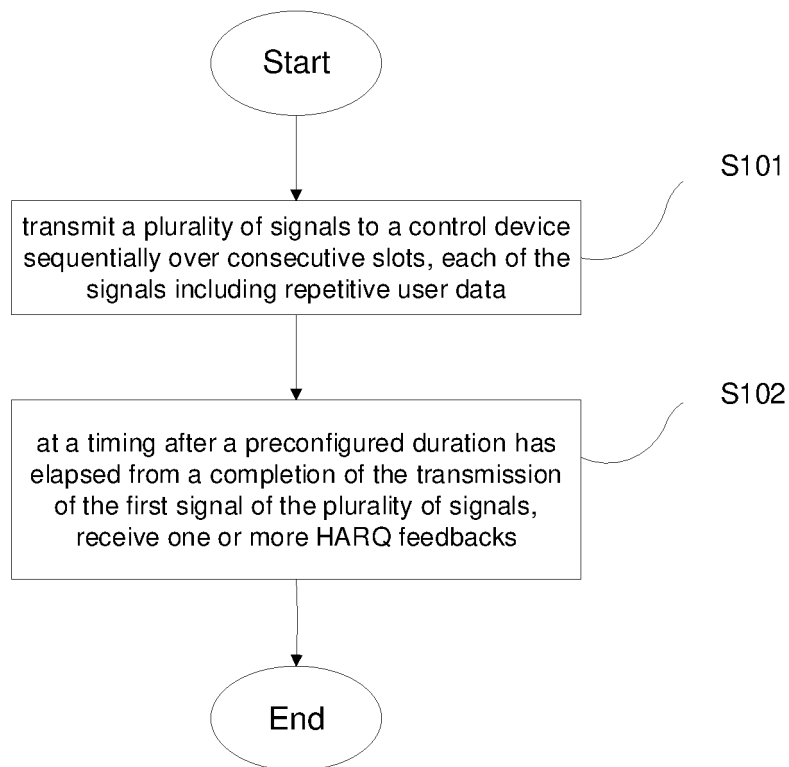 Start
S101
transmit a plurality of signals to a control device
sequentially over consecutive slots, each of the
signals including repetitive user data
S102
at a timing after a preconfigured duration has
elapsed from a completion of the transmission
of the first signal of the plurality of signals,
receive one or more HARQ feedbacks
End